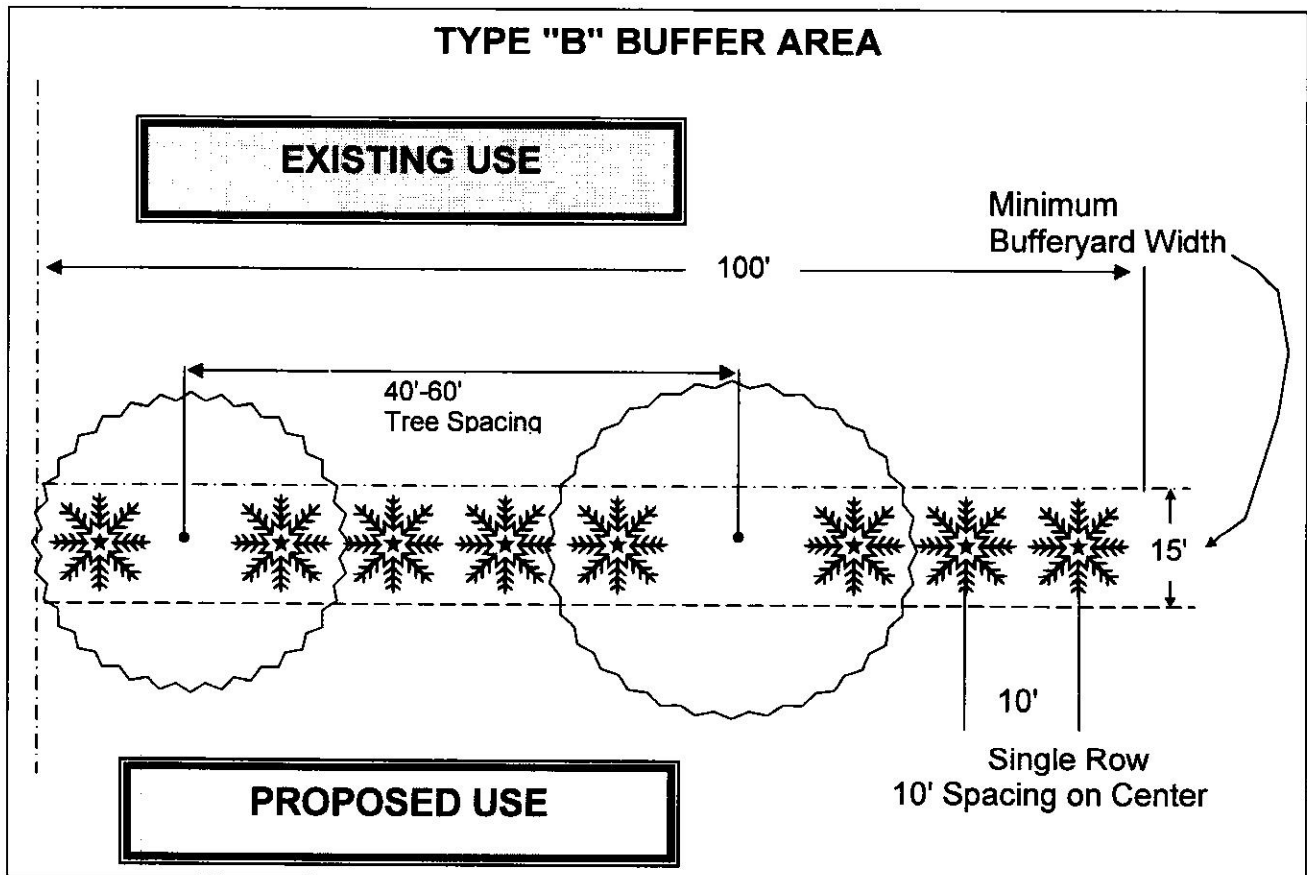 TYPE "B" BUFFER AREA
EXISTING USE
Minimum
Bufferyard Width
100'
40'-60'
Tree Spacing
15'
10'
Single Row
10' Spacing on Center
PROPOSED USE